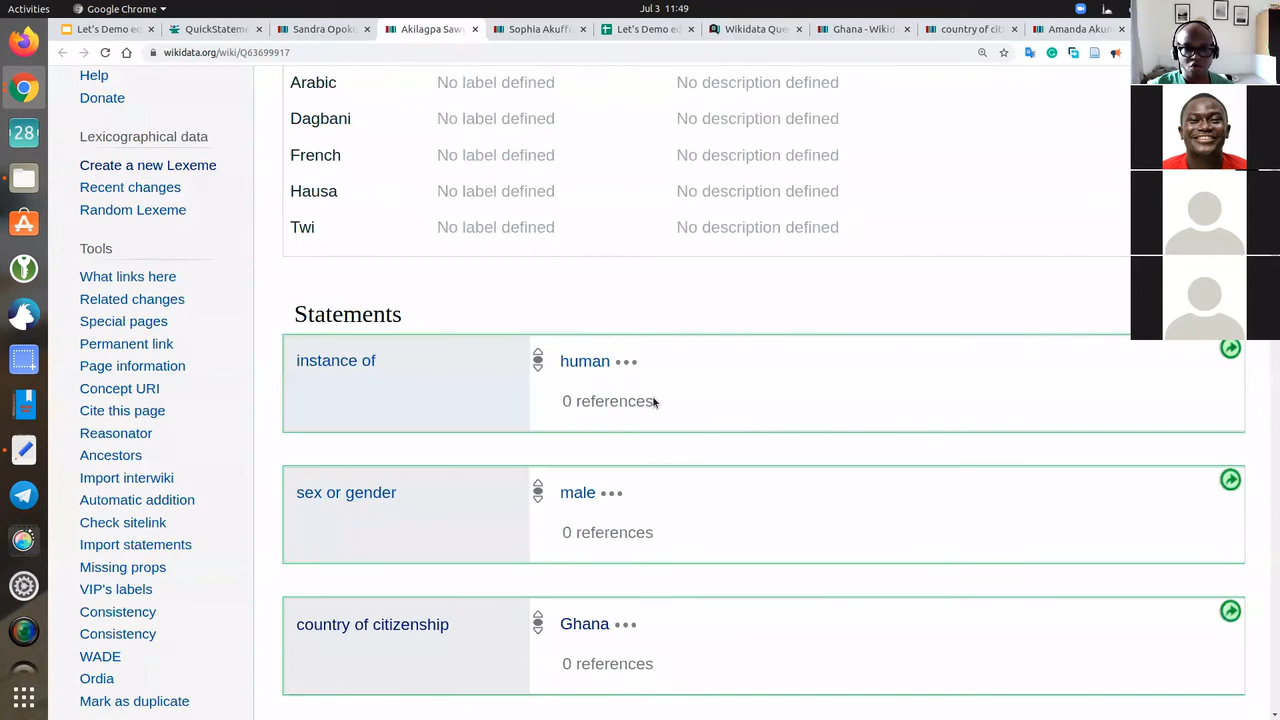 Activities
Google Chrome
Jul 3 11:49
Let's Demo ed
QuickStateme
Sandra Opok
Akilagpa Saw
Sophia Akuff
Let's Demo ed
Wikidata Que
Ghana - Wikid
country of cit
Amanda Akun
wikidata.org/wiki/Q63699917
28
Help
Donate
Lexicographical data
Create a new Lexeme
Recent changes
Random Lexeme
Tools
What links here
Related changes
Special pages
Permanent link
Page information
Concept URI
Cite this page
Reasonator
Ancestors
Import interwiki
Automatic addition
Check sitelink
Import statements
Missing props
VIP's labels
Consistency
Consistency
WADE
Ordia
Mark as duplicate
Arabic No label defined No description defined
Dagbani No label defined No description defined
French No label defined No description defined
Hausa No label defined No description defined
Twi No label defined No description defined
Statements
instance of
human
0 references
sex or gender
male
0 references
country of citizenship
Ghana
0 references